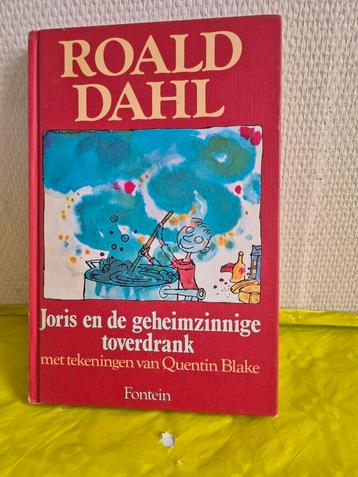 ROALD
DAHL
Joris en de geheimzinnige
toverdrank
met tekeningen van Quentin Blake
Fontein